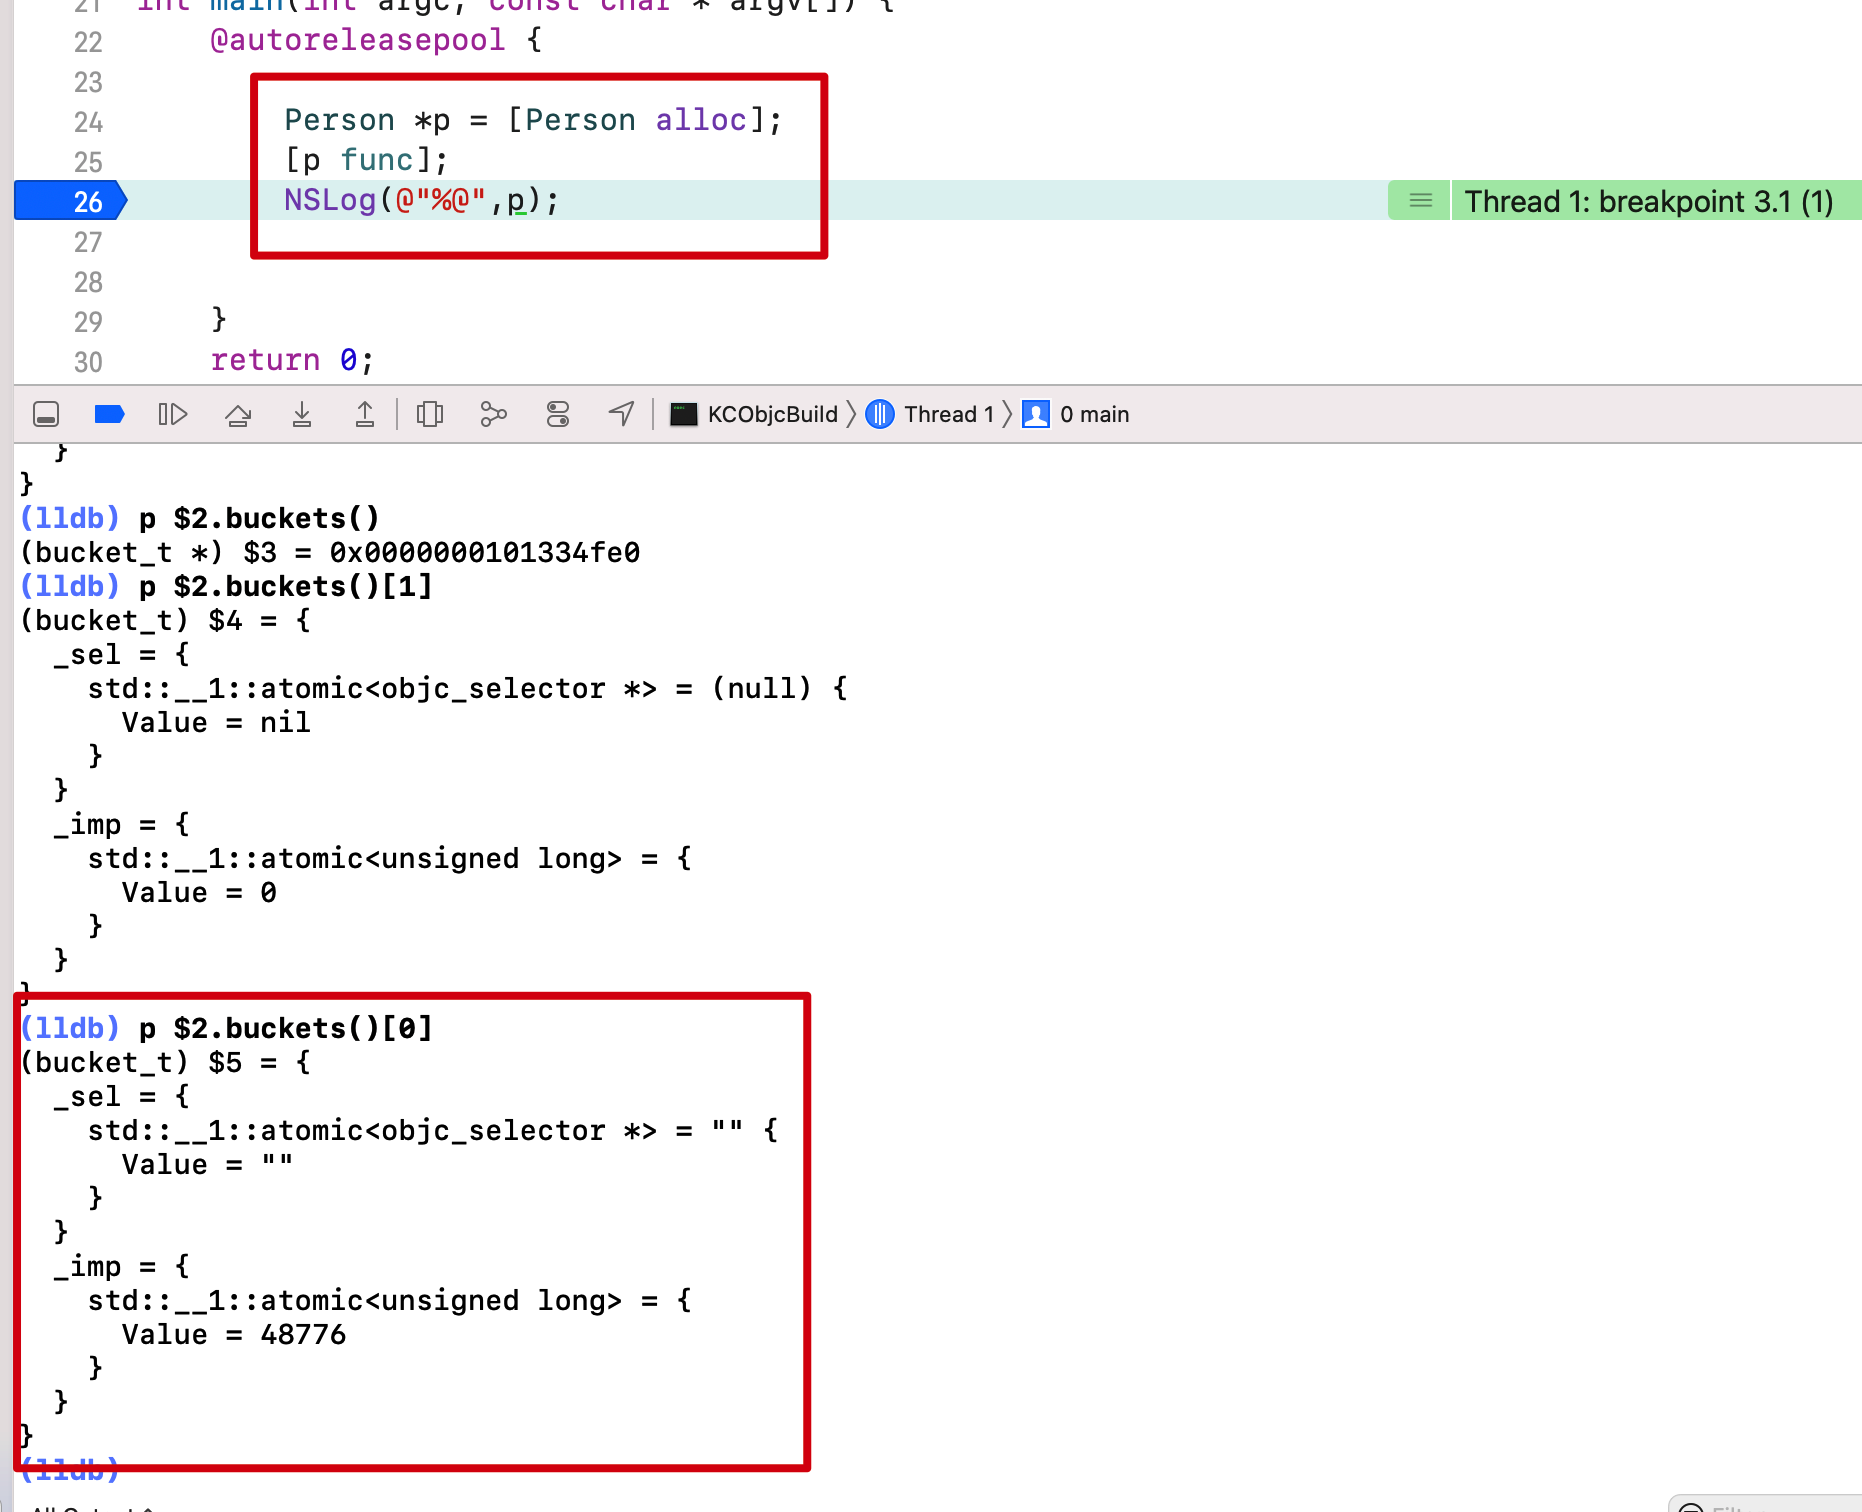 21 int main(int argc, const char * argv[]) {
22 @autoreleasepool {
23
24 Person *p = [Person alloc];
25 [p func];
26 NSLog(@"%@",p); Thread 1: breakpoint 3.1 (1)
27
28
29 }
30 return 0;
KCObjcBuild Thread 1 0 main
}
}
(lldb) p $2.buckets()
(bucket_t *) $3 = 0x0000000101334fe0
(lldb) p $2.buckets()[1]
(bucket_t) $4 = {
_sel = {
std::__1::atomic<objc_selector *> = (null) {
Value = nil
}
}
_imp = {
std::__1::atomic<unsigned long> = {
Value = 0
}
}
}
(lldb) p $2.buckets()[0]
(bucket_t) $5 = {
_sel = {
std::__1::atomic<objc_selector *> = "" {
Value = ""
}
}
_imp = {
std::__1::atomic<unsigned long> = {
Value = 48776
}
}
}
(lldb)